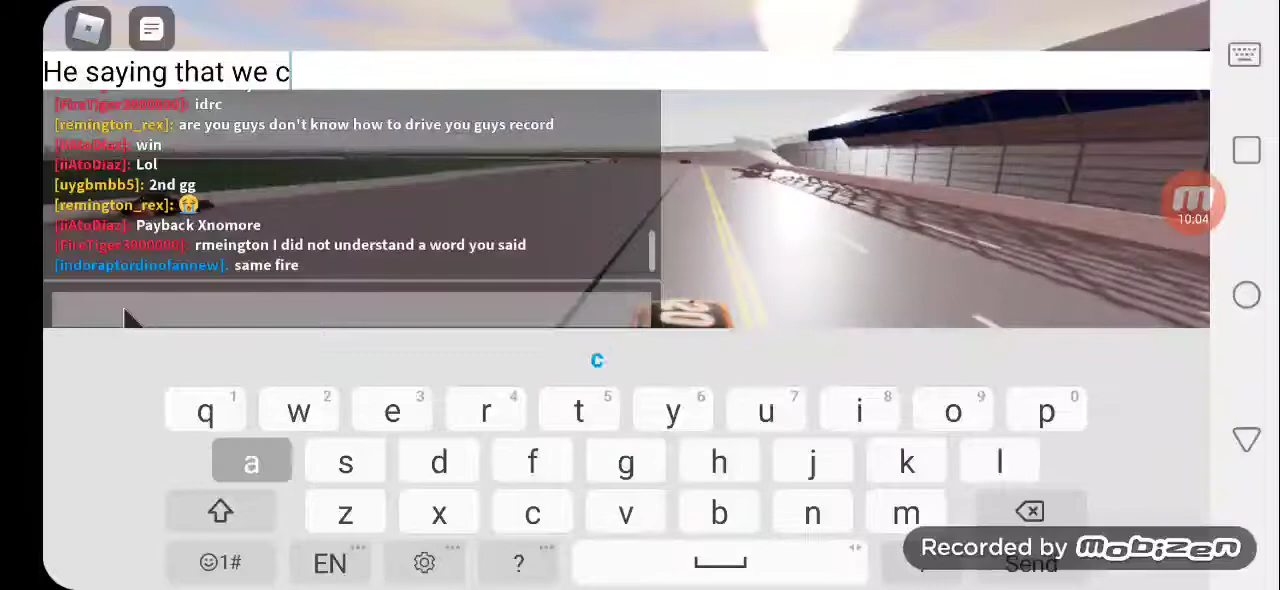 He saying that we c
[FireTiger3000000]: idrc
[remington_rex]: are you guys don't know how to drive you guys record
[iiAtoDiaz]: win
[iiAtoDiaz]: Lol
[uygbmbb5]: 2nd gg
[remington_rex]: 😭
[iiAtoDiaz]: Payback Xnomore
[FireTiger3000000]: rmeington I did not understand a word you said
[indoraptordinofannew]: same fire
20
M
10:04
c
q 1 w 2 e 3 r 4 t 5 y 6 u 7 i 8 o 9 p 0
a s d f g h j k l
z x c v b n m
Recorded by mobizen
☺1# EN ? Send